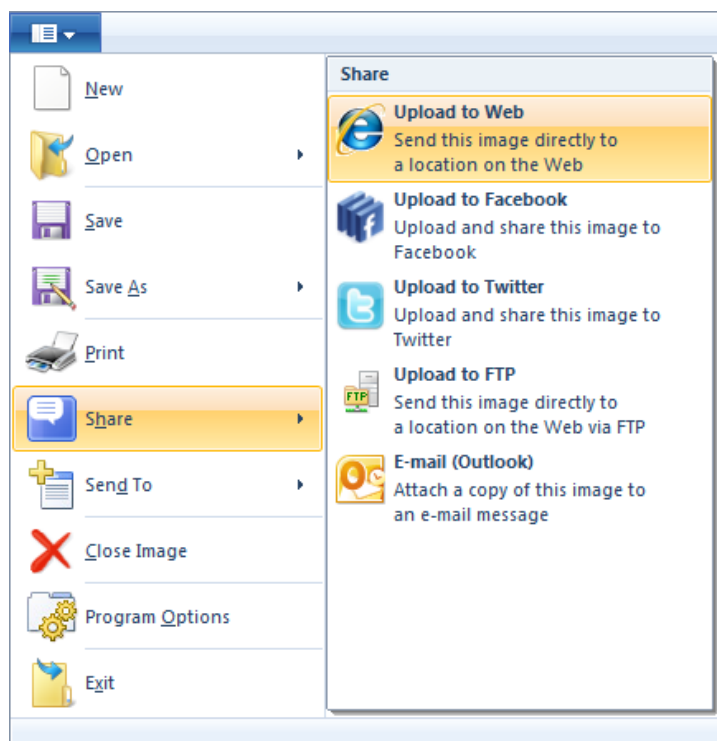 New
Open
Save
Save As
Print
Share
Send To
Close Image
Program Options
Exit
Share
Upload to Web
Send this image directly to
a location on the Web
Upload to Facebook
Upload and share this image to
Facebook
Upload to Twitter
Upload and share this image to
Twitter
FTP
Upload to FTP
Send this image directly to
a location on the Web via FTP
E-mail (Outlook)
Attach a copy of this image to
an e-mail message